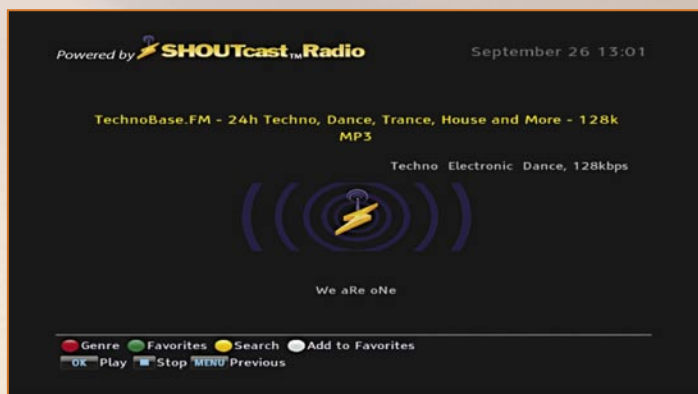 Powered by SHOUTcast™ Radio
September 26 13:01
TechnoBase.FM - 24h Techno, Dance, Trance, House and More - 128k
MP3
Techno Electronic Dance, 128kbps
We aRe oNe
Genre Favorites Search Add to Favorites
OK Play Stop MENU Previous